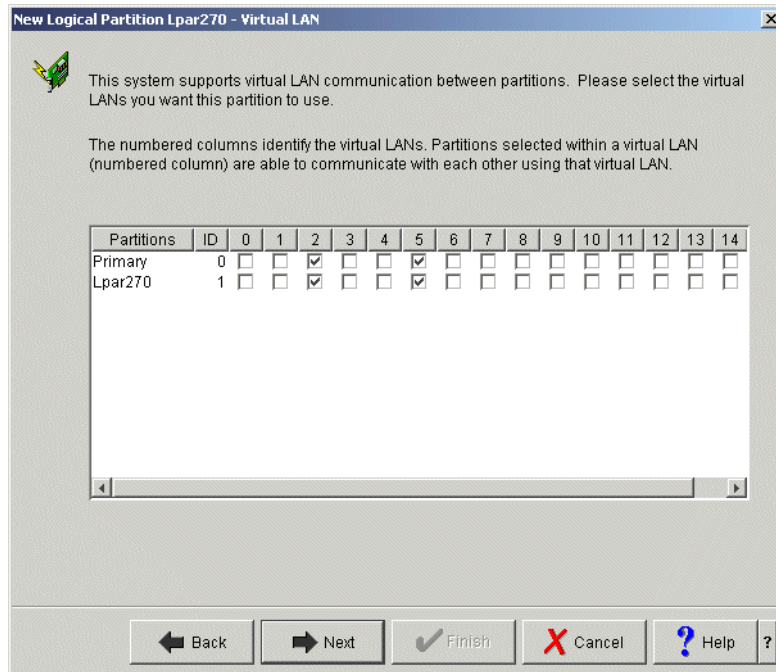 New Logical Partition Lpar270 - Virtual LAN
This system supports virtual LAN communication between partitions. Please select the virtual
LANs you want this partition to use.
The numbered columns identify the virtual LANs. Partitions selected within a virtual LAN
(numbered column) are able to communicate with each other using that virtual LAN.
Partitions ID 0 1 2 3 4 5 6 7 8 9 10 11 12 13 14
Primary 0
Lpar270 1
Back Next Finish Cancel ? Help ?